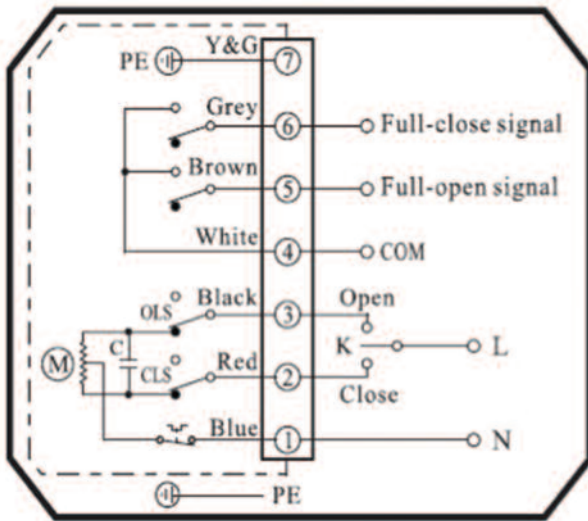 Y&G
PE 7
Grey 6 Full-close signal
Brown 5 Full-open signal
White 4 COM
OLS Black 3 Open
M C K L
CLS Red 2 Close
Blue 1 N
PE